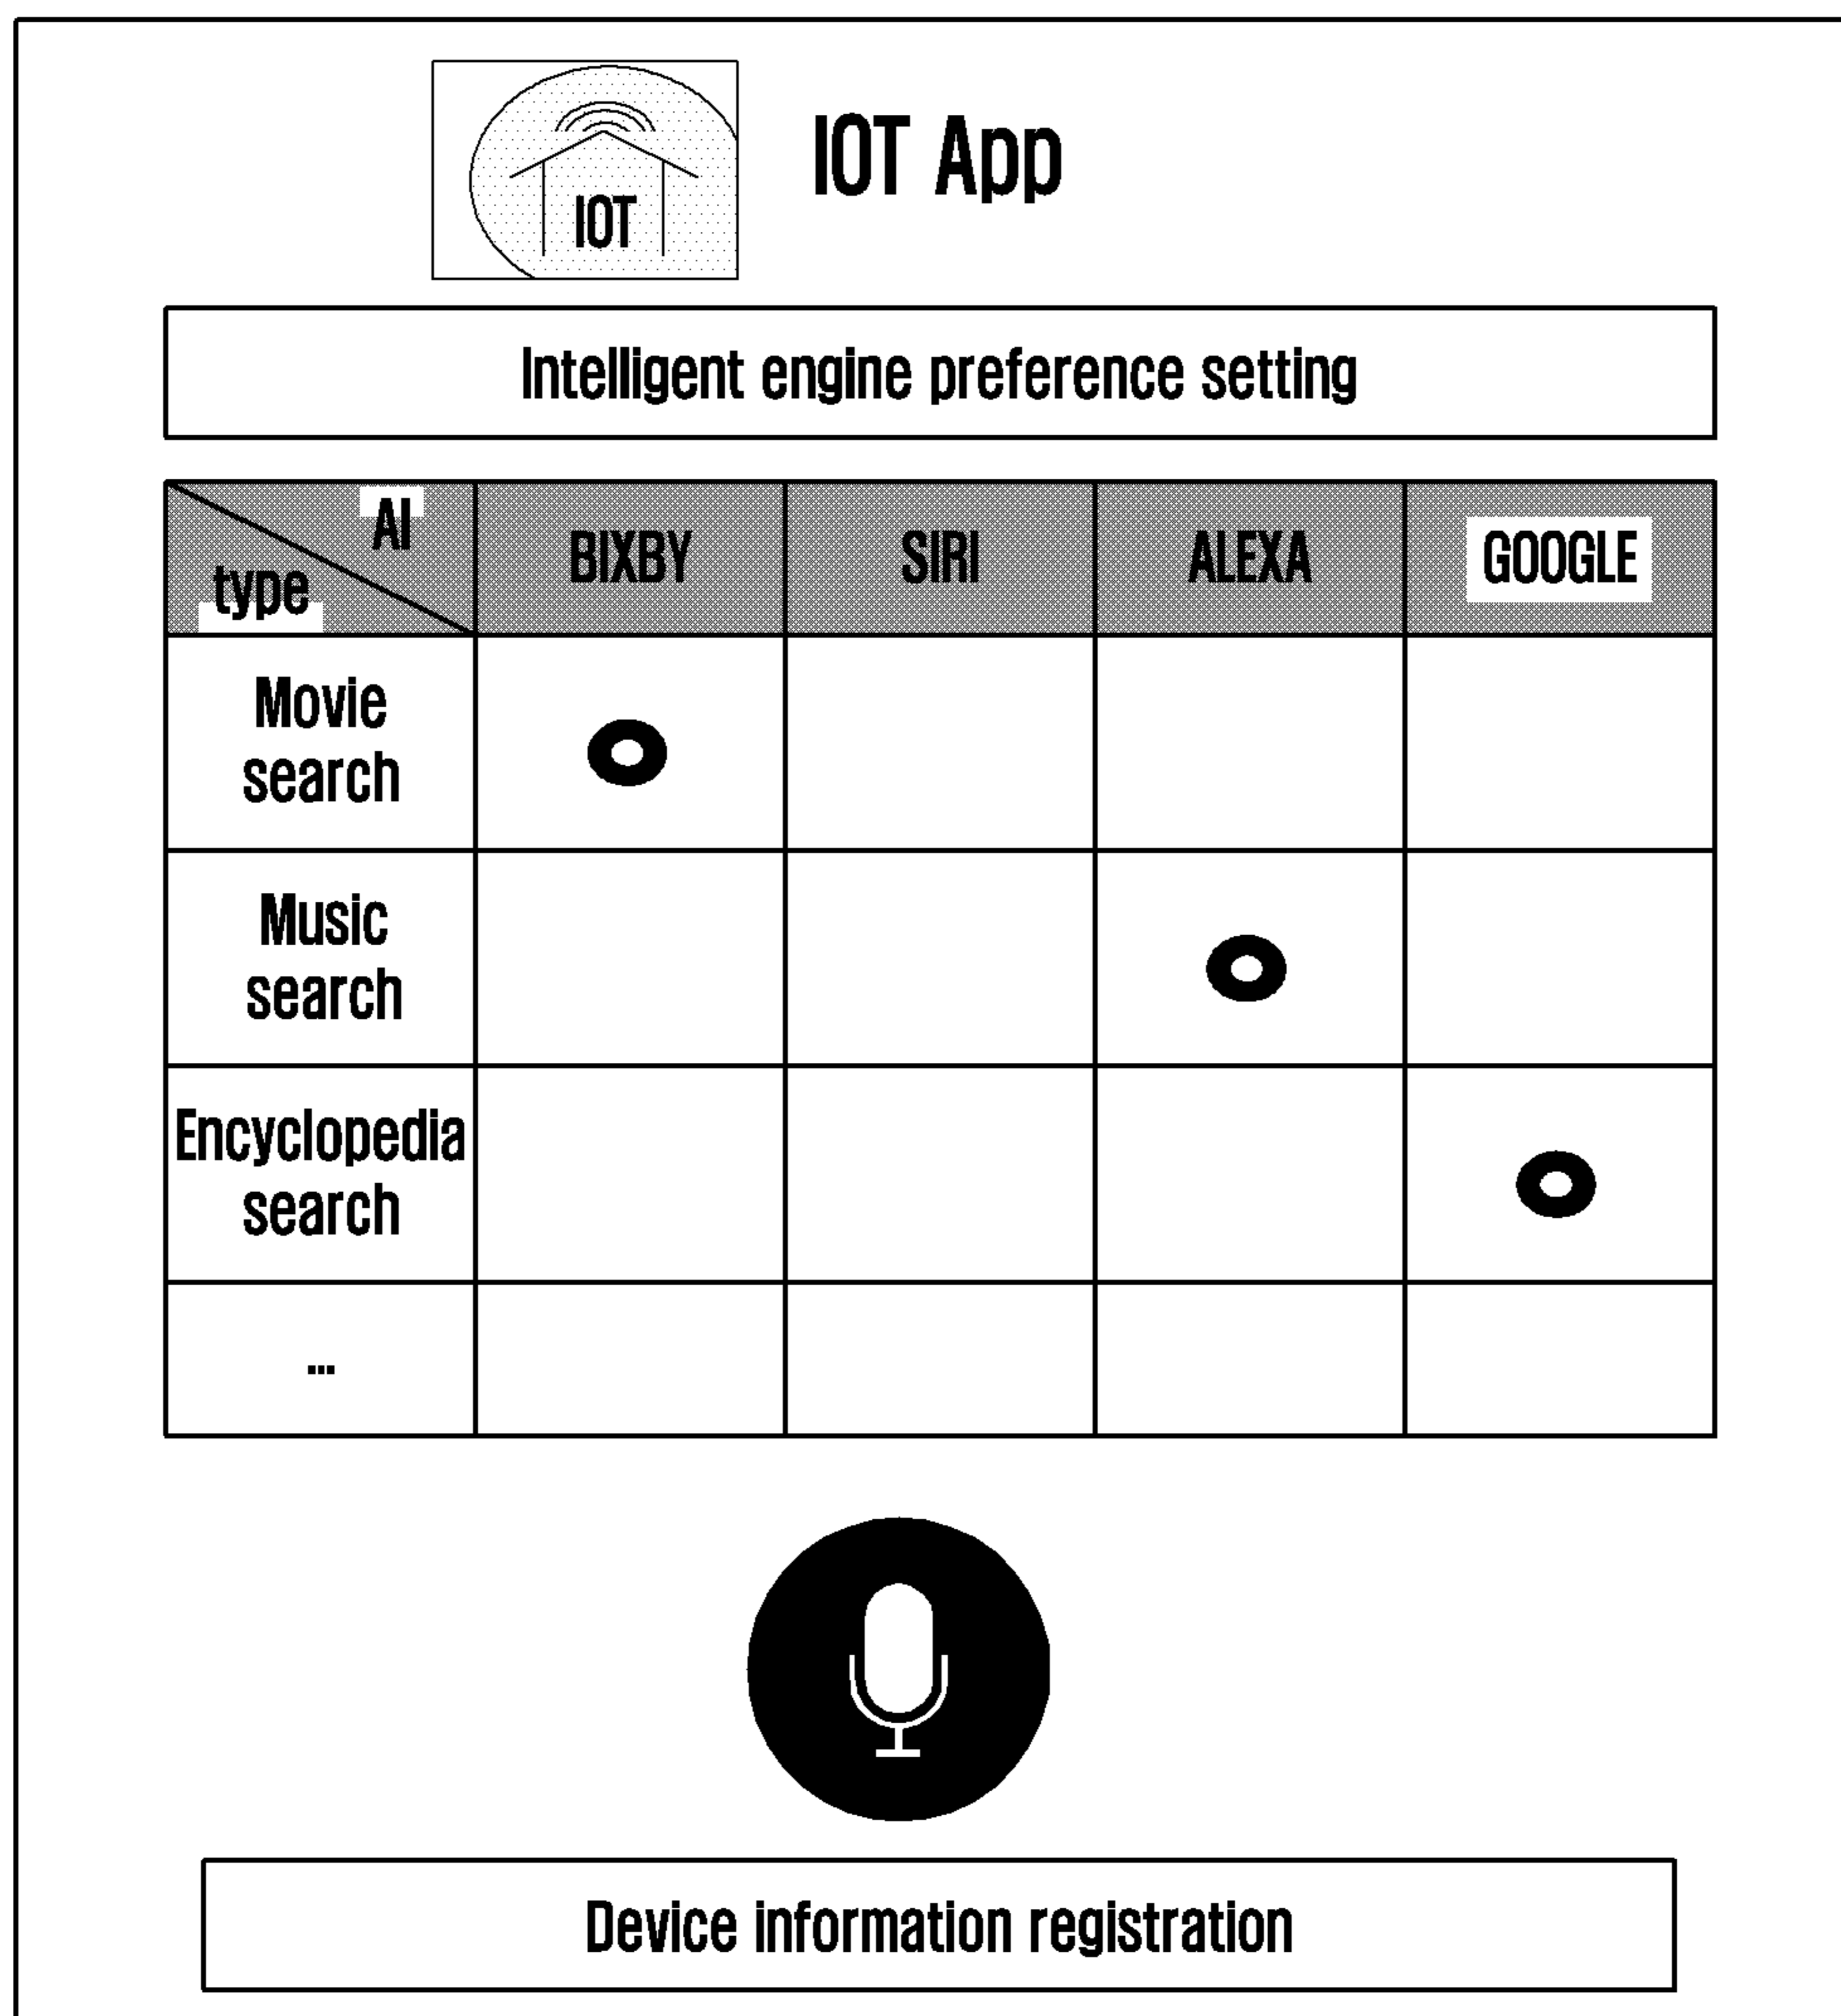 IOT
IOT App
Intelligent engine preference setting
AI
type
BIXBY
SIRI
ALEXA
GOOGLE
Movie
search
Music
search
Encyclopedia
search
...
Device information registration